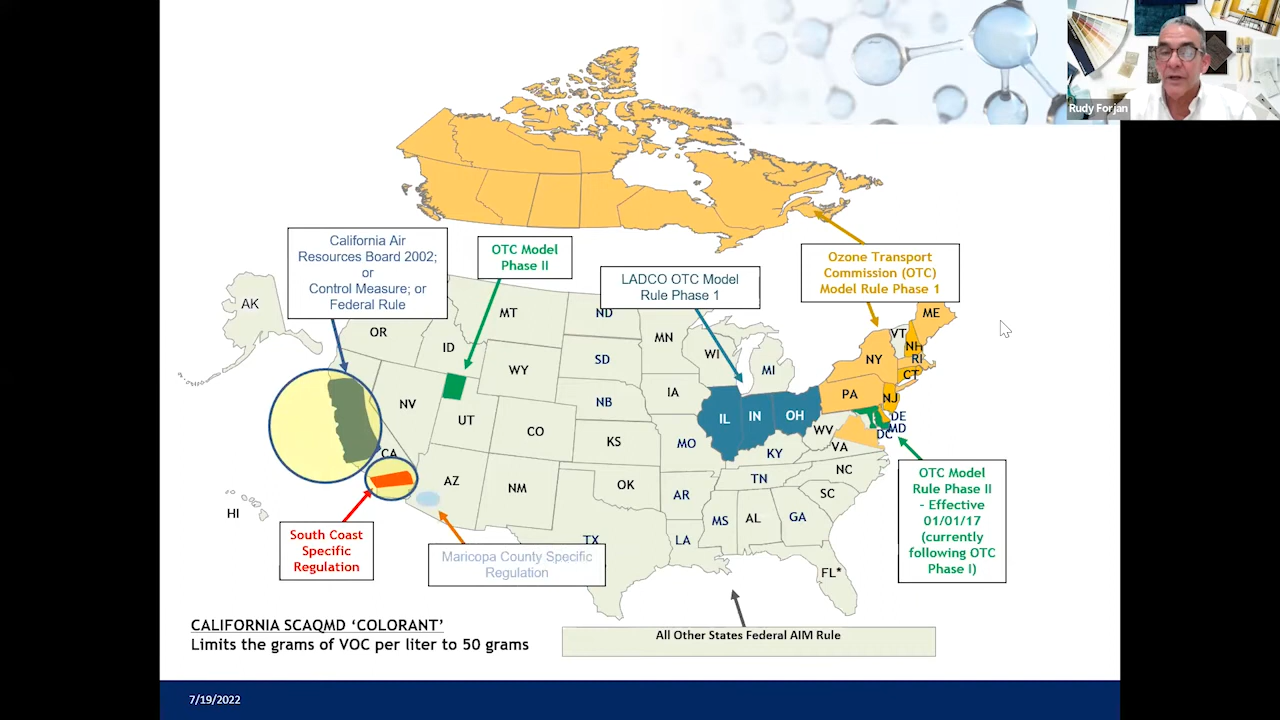 Rudy Forjan
California Air
Resources Board 2002;
or
Control Measure; or
Federal Rule
OTC Model
Phase II
LADCO OTC Model
Rule Phase 1
Ozone Transport
Commission (OTC)
Model Rule Phase 1
AK
OR
ID
MT
ND
MN
WI
MI
VT
ME
NH
RI
NY
CT
WY
SD
IA
PA
NJ
NV
UT
CO
NB
KS
MO
IL
IN
OH
WV
VA
DE
MD
DC
KY
CA
AZ
NM
OK
AR
TN
NC
SC
MS
AL
GA
HI
TX
LA
FL*
OTC Model
Rule Phase II
- Effective
01/01/17
(currently
following OTC
Phase I)
South Coast
Specific
Regulation
Maricopa County Specific
Regulation
CALIFORNIA SCAQMD ‘COLORANT’
Limits the grams of VOC per liter to 50 grams
All Other States Federal AIM Rule
7/19/2022